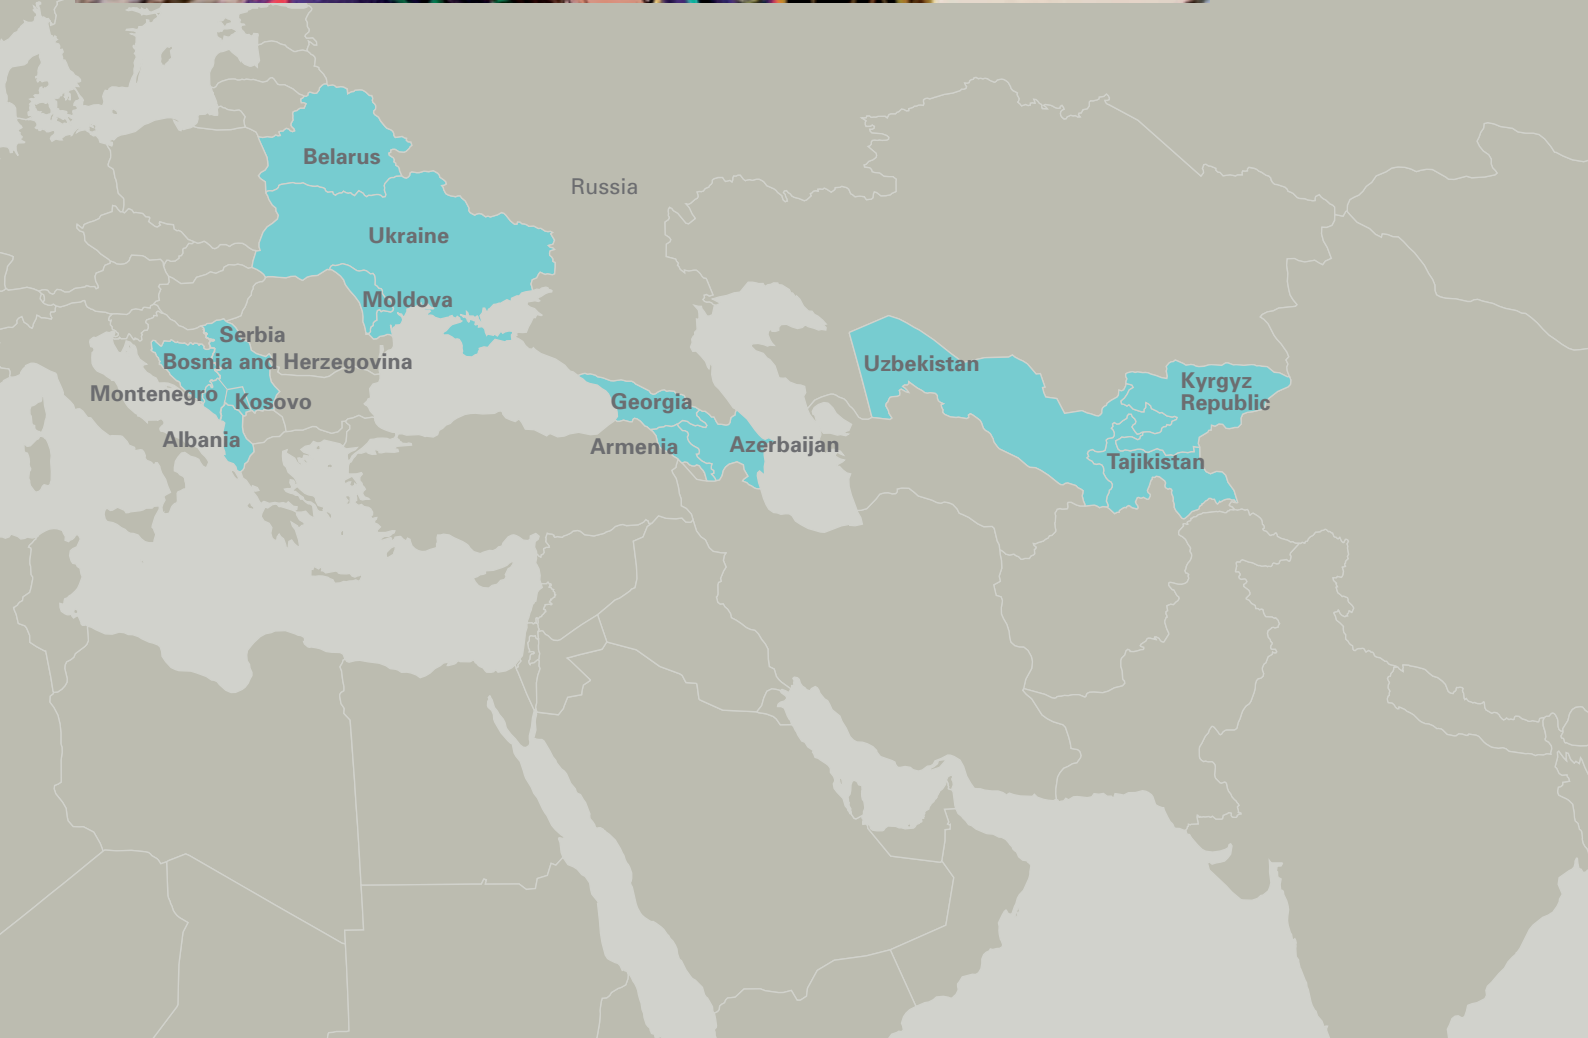 Belarus
Russia
Ukraine
Moldova
Serbia
Bosnia and Herzegovina
Uzbekistan
Kyrgyz
Republic
Montenegro
Kosovo
Georgia
Albania
Armenia
Azerbaijan
Tajikistan